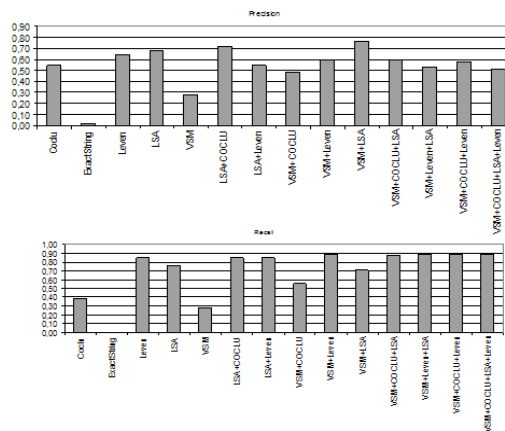 Precision
0,90
0,80
0,70
0,60
0,50
0,40
0,30
0,20
0,10
0,00
Coclu
ExactString
Leven
LSA
VSM
LSA+COCLU
LSA+Leven
VSM+COCLU
VSM+Leven
VSM+LSA
VSM+COCLU+LSA
VSM+Leven+LSA
VSM+COCLU+Leven
VSM+COCLU+LSA+Leven
Recall
1,00
0,90
0,80
0,70
0,60
0,50
0,40
0,30
0,20
0,10
0,00
Coclu
ExactString
Leven
LSA
VSM
LSA+COCLU
LSA+Leven
VSM+COCLU
VSM+Leven
VSM+LSA
VSM+COCLU+LSA
VSM+Leven+LSA
VSM+COCLU+Leven
VSM+COCLU+LSA+Leven